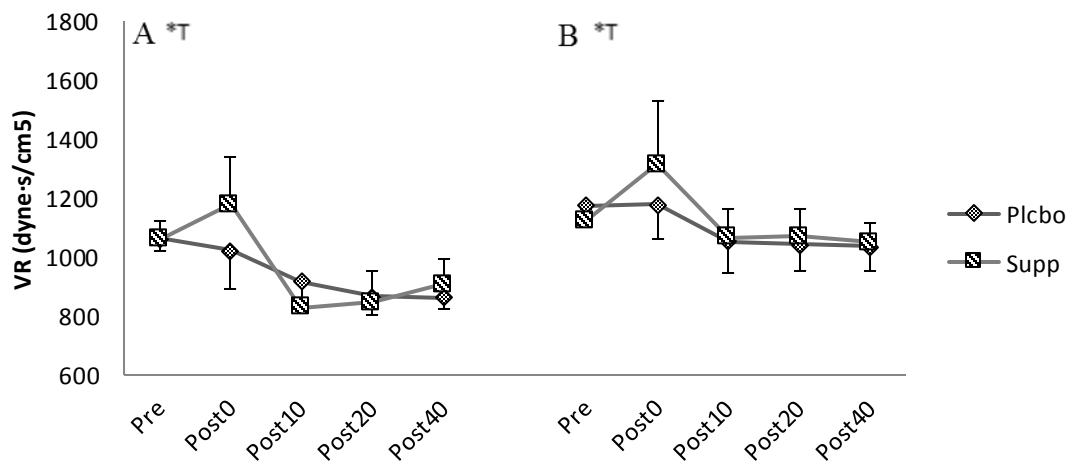 A *T
B *T
VR (dyne·s/cm5)
1800
1600
1400
1200
1000
800
600
Pre
Post0
Post10
Post20
Post40
Pre
Post0
Post10
Post20
Post40
Plcbo
Supp